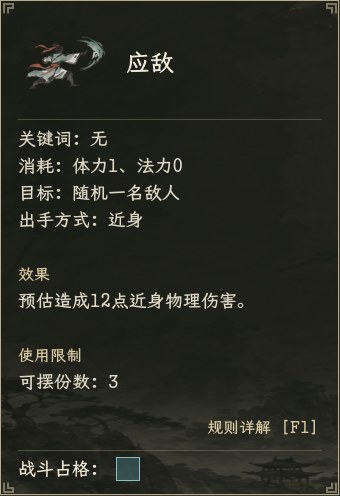 应敌
关键词: 无
消耗: 体力1、法力0
目标: 随机一名敌人
出手方式: 近身
效果
预估造成12点近身物理伤害。
使用限制
可摆份数: 3
规则详解 [F1]
战斗占格: